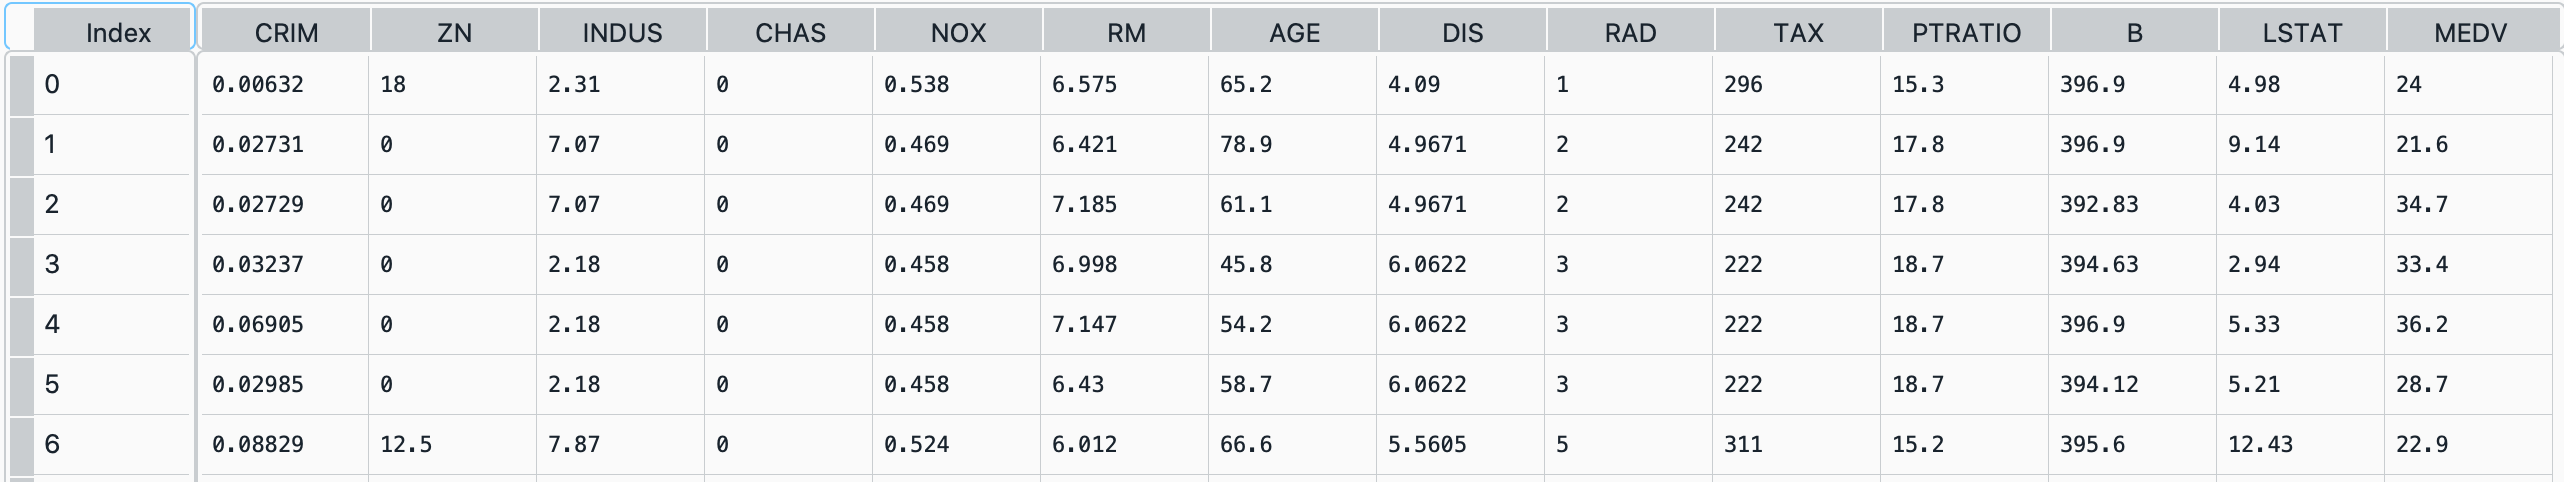 Index CRIM ZN INDUS CHAS NOX RM AGE DIS RAD TAX PTRATIO B LSTAT MEDV
0 0.00632 18 2.31 0 0.538 6.575 65.2 4.09 1 296 15.3 396.9 4.98 24
1 0.02731 0 7.07 0 0.469 6.421 78.9 4.9671 2 242 17.8 396.9 9.14 21.6
2 0.02729 0 7.07 0 0.469 7.185 61.1 4.9671 2 242 17.8 392.83 4.03 34.7
3 0.03237 0 2.18 0 0.458 6.998 45.8 6.0622 3 222 18.7 394.63 2.94 33.4
4 0.06905 0 2.18 0 0.458 7.147 54.2 6.0622 3 222 18.7 396.9 5.33 36.2
5 0.02985 0 2.18 0 0.458 6.43 58.7 6.0622 3 222 18.7 394.12 5.21 28.7
6 0.08829 12.5 7.87 0 0.524 6.012 66.6 5.5605 5 311 15.2 395.6 12.43 22.9